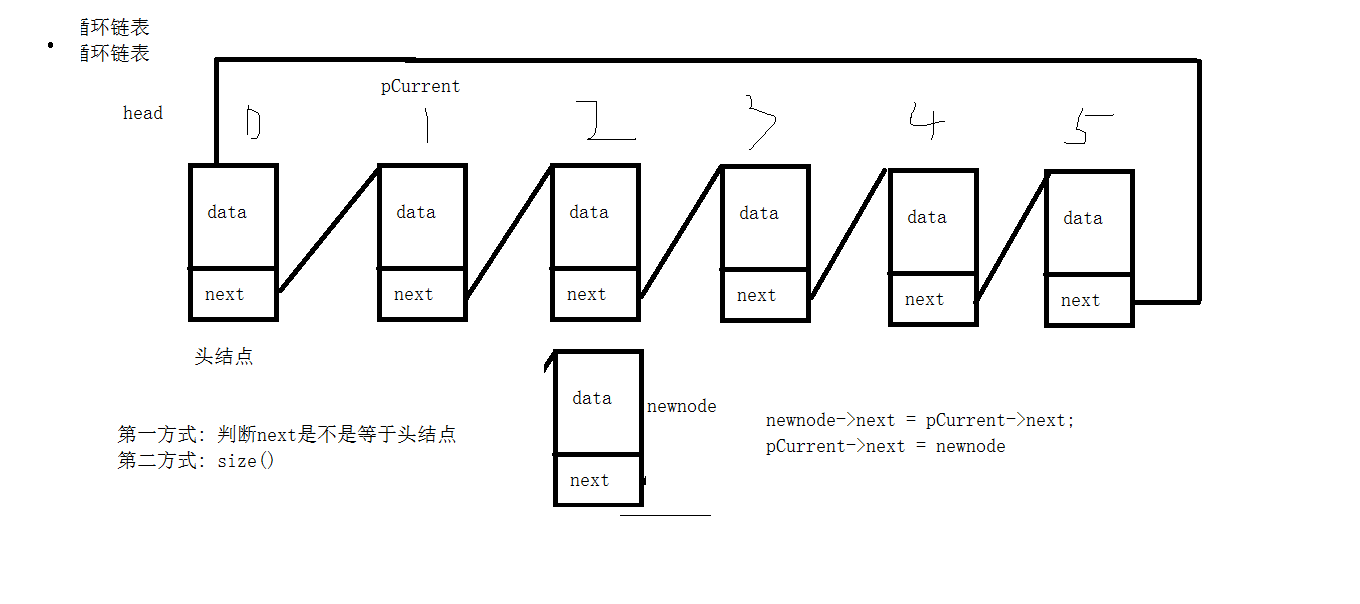 循环链表
循环链表
pCurrent
head
0
1
2
3
4
5
data
data
data
data
data
data
next
next
next
next
next
next
头结点
data
newnode
next
newnode->next = pCurrent->next;
pCurrent->next = newnode
第一方式: 判断next是不是等于头结点
第二方式: size()